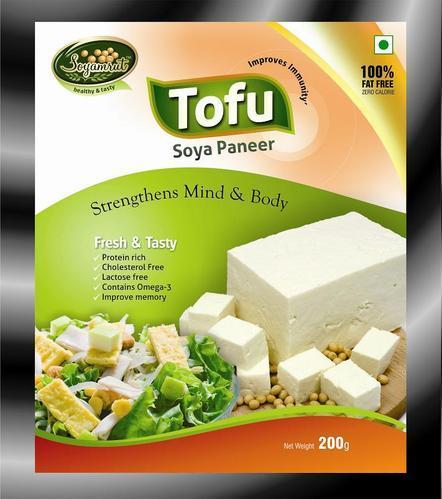 Soyamrut
healthy & tasty
Improves Immunity
100%
FAT FREE
ZERO CALORIE
Tofu
Soya Paneer
Strengthens Mind & Body
Fresh & Tasty
✓ Protein rich
✓ Cholesterol Free
✓ Lactose free
✓ Contains Omega-3
✓ Improve memory
Net Weight 200g